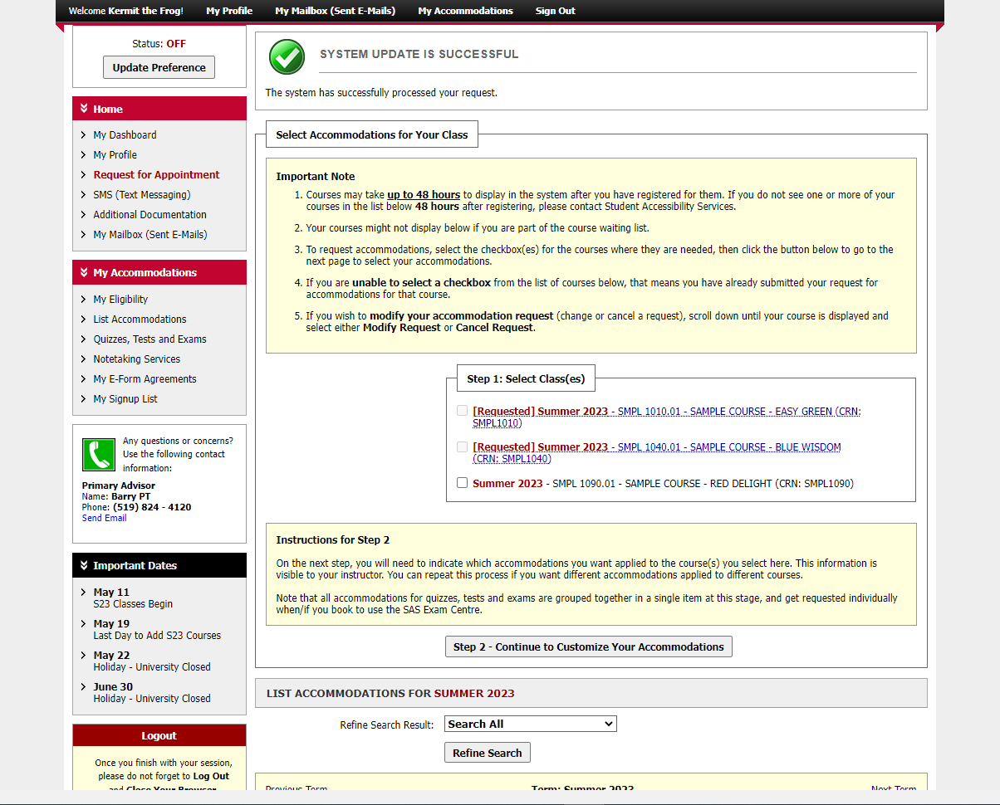 Welcome Kermit the Frog! My Profile My Mailbox (Sent E-Mails) My Accommodations Sign Out
Status: OFF
Update Preference
Home
My Dashboard
My Profile
Request for Appointment
SMS (Text Messaging)
Additional Documentation
My Mailbox (Sent E-Mails)
My Accommodations
My Eligibility
List Accommodations
Quizzes, Tests and Exams
Notetaking Services
My E-Form Agreements
My Signup List
Any questions or concerns?
Use the following contact
information:
Primary Advisor
Name: Barry PT
Phone: (519) 824 - 4120
Send Email
Important Dates
May 11
S23 Classes Begin
May 19
Last Day to Add S23 Courses
May 22
Holiday - University Closed
June 30
Holiday - University Closed
Logout
Once you finish with your session,
please do not forget to Log Out
and Close Your Browser
SYSTEM UPDATE IS SUCCESSFUL
The system has successfully processed your request.
Select Accommodations for Your Class
Important Note
1. Courses may take up to 48 hours to display in the system after you have registered for them. If you do not see one or more of your
courses in the list below 48 hours after registering, please contact Student Accessibility Services.
2. Your courses might not display below if you are part of the course waiting list.
3. To request accommodations, select the checkbox(es) for the courses where they are needed, then click the button below to go to the
next page to select your accommodations.
4. If you are unable to select a checkbox from the list of courses below, that means you have already submitted your request for
accommodations for that course.
5. If you wish to modify your accommodation request (change or cancel a request), scroll down until your course is displayed and
select either Modify Request or Cancel Request.
Step 1: Select Class(es)
[Requested] Summer 2023 - SMPL 1010.01 - SAMPLE COURSE - EASY GREEN (CRN:
SMPL1010)
[Requested] Summer 2023 - SMPL 1040.01 - SAMPLE COURSE - BLUE WISDOM
(CRN: SMPL1040)
Summer 2023 - SMPL 1090.01 - SAMPLE COURSE - RED DELIGHT (CRN: SMPL1090)
Instructions for Step 2
On the next step, you will need to indicate which accommodations you want applied to the course(s) you select here. This information is
visible to your instructor. You can repeat this process if you want different accommodations applied to different courses.
Note that all accommodations for quizzes, tests and exams are grouped together in a single item at this stage, and get requested individually
when/if you book to use the SAS Exam Centre.
Step 2 - Continue to Customize Your Accommodations
LIST ACCOMMODATIONS FOR SUMMER 2023
Refine Search Result: Search All
Refine Search
Previous Term Term: Summer 2023 Next Term